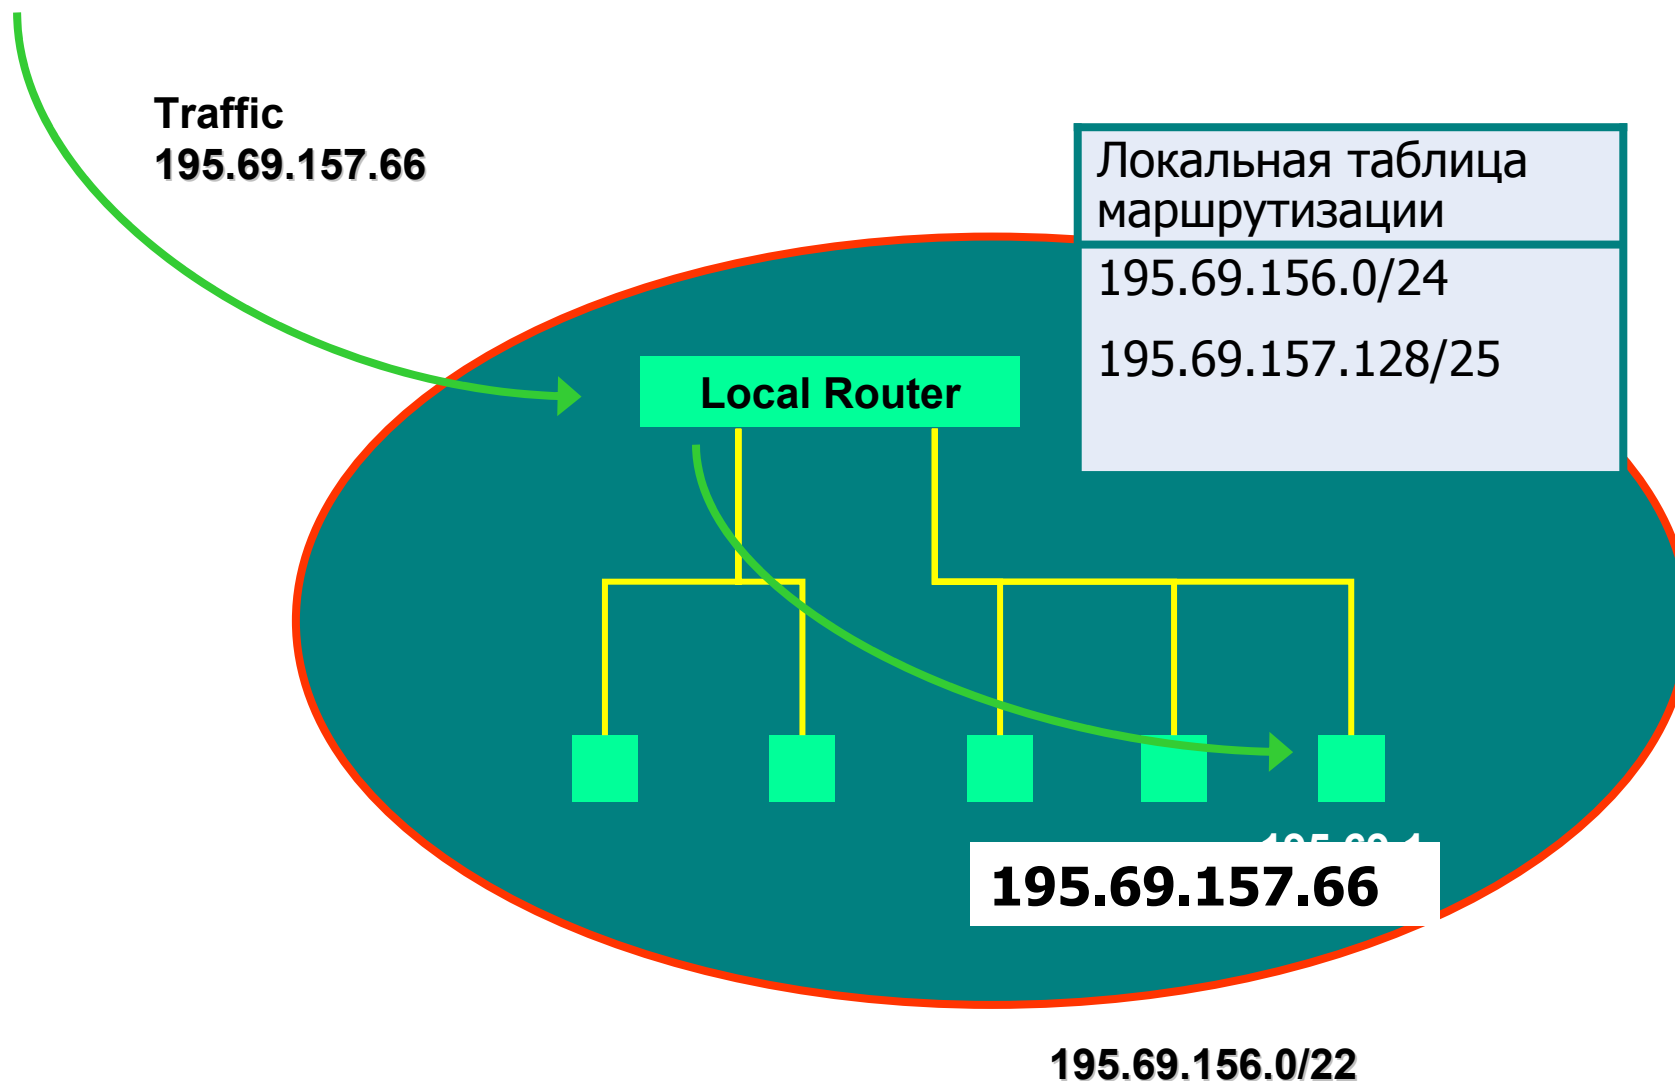 Traffic
195.69.157.66
Локальная таблица
маршрутизации
195.69.156.0/24
195.69.157.128/25
Local Router
195.69.157.66
195.69.156.0/22